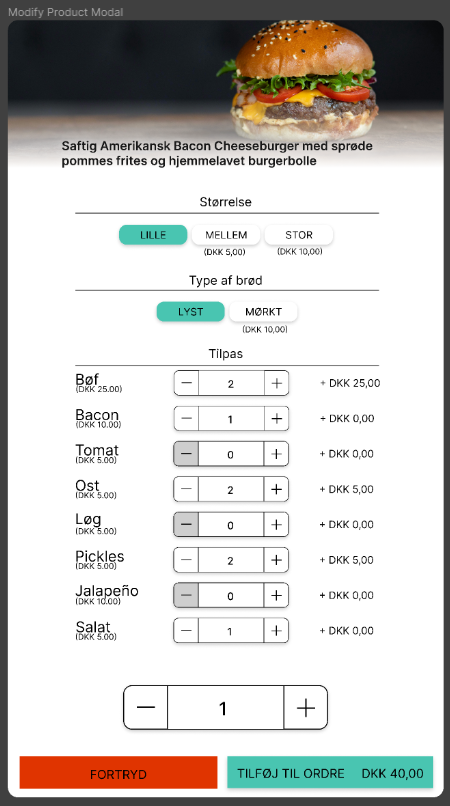 Modify Product Modal
Saftig Amerikansk Bacon Cheeseburger med sprøde
pommes frites og hjemmelavet burgerbolle
Størrelse
LILLE MELLEM STOR
(DKK 5,00) (DKK 10,00)
Type af brød
LYST MØRKT
(DKK 10,00)
Tilpas
Bøf 2 + DKK 25,00
(DKK 25.00)
Bacon 1 + DKK 0,00
(DKK 10.00)
Tomat 0 + DKK 0,00
(DKK 5.00)
Ost 2 + DKK 5,00
(DKK 5.00)
Løg 0 + DKK 0,00
(DKK 5.00)
Pickles 2 + DKK 5,00
(DKK 5.00)
Jalapeño 0 + DKK 0,00
(DKK 10.00)
Salat 1 + DKK 0,00
(DKK 5.00)
1
FORTRYD TILFØJ TIL ORDRE DKK 40,00